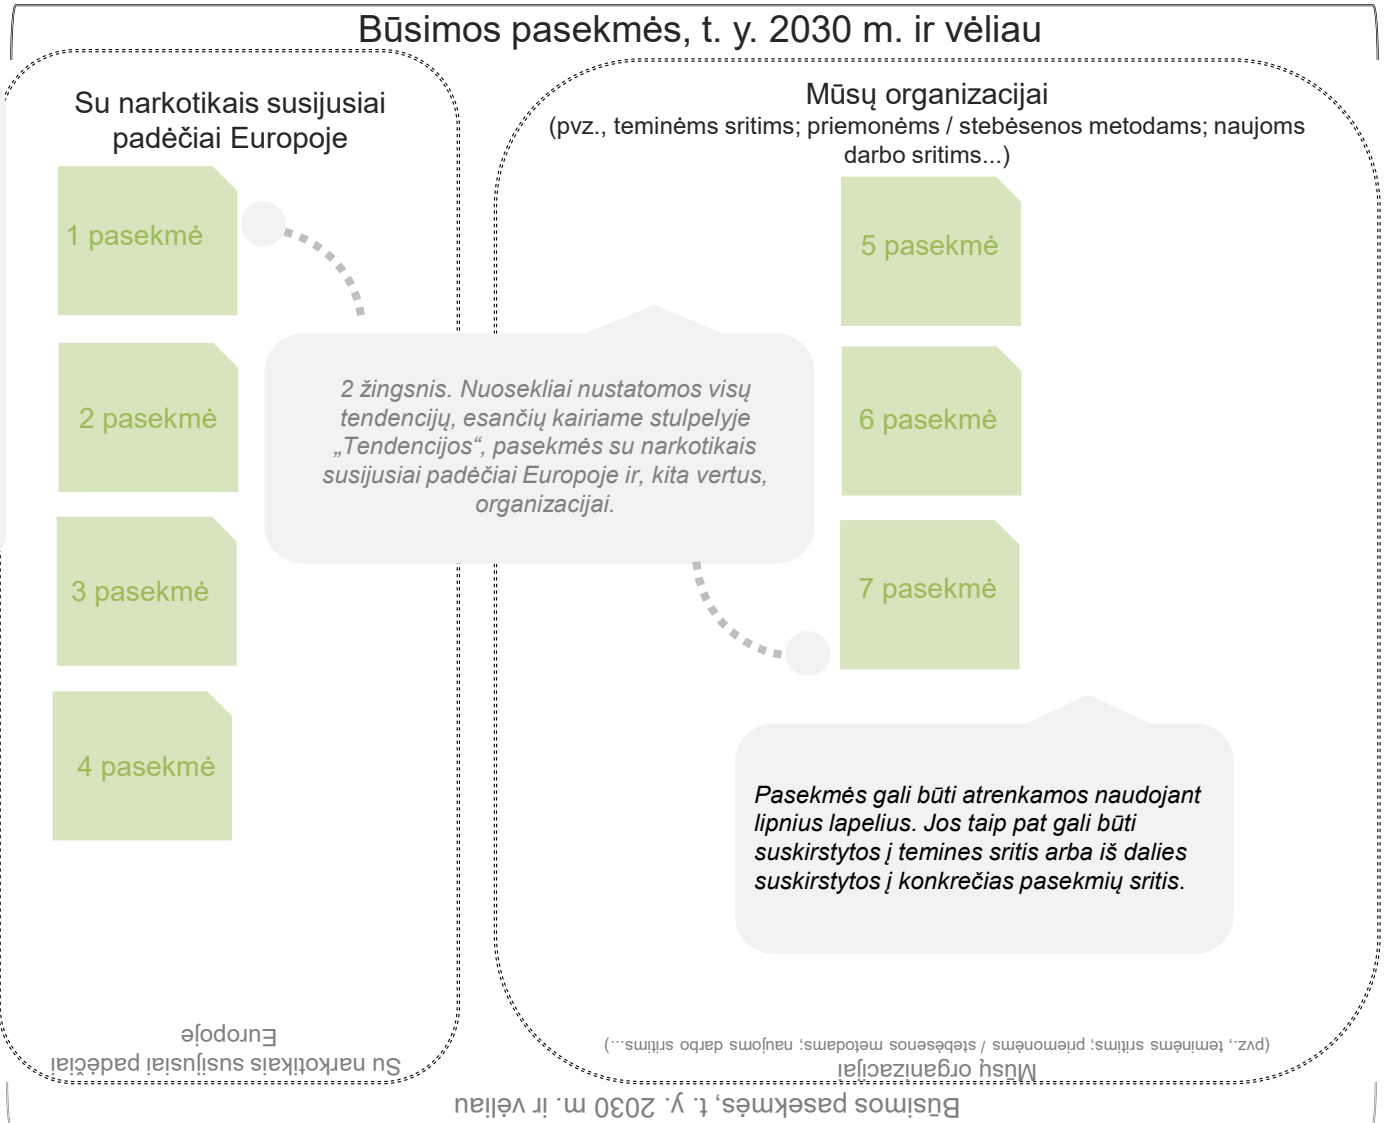 Būsimos pasekmės, t. y. 2030 m. ir vėliau
Su narkotikais susijusiai
padėčiai Europoje
1 pasekmė
2 pasekmė
3 pasekmė
4 pasekmė
Mūsų organizacijai
(pvz., teminėms sritims; priemonėms / stebėsenos metodams; naujoms
darbo sritims...)
5 pasekmė
6 pasekmė
7 pasekmė
2 žingsnis. Nuosekliai nustatomos visų
tendencijų, esančių kairiame stulpelyje
„Tendencijos“, pasekmės su narkotikais
susijusiai padėčiai Europoje ir, kita vertus,
organizacijai.
Pasekmės gali būti atrenkamos naudojant
lipnius lapelius. Jos taip pat gali būti
suskirstytos į temines sritis arba iš dalies
suskirstytos į konkrečias pasekmių sritis.
Su narkotikais susijusiai padėčiai
Europoje
Mūsų organizacijai
(pvz., teminėms sritims; priemonėms / stebėsenos metodams; naujoms darbo sritims...)
Būsimos pasekmės, t. y. 2030 m. ir vėliau